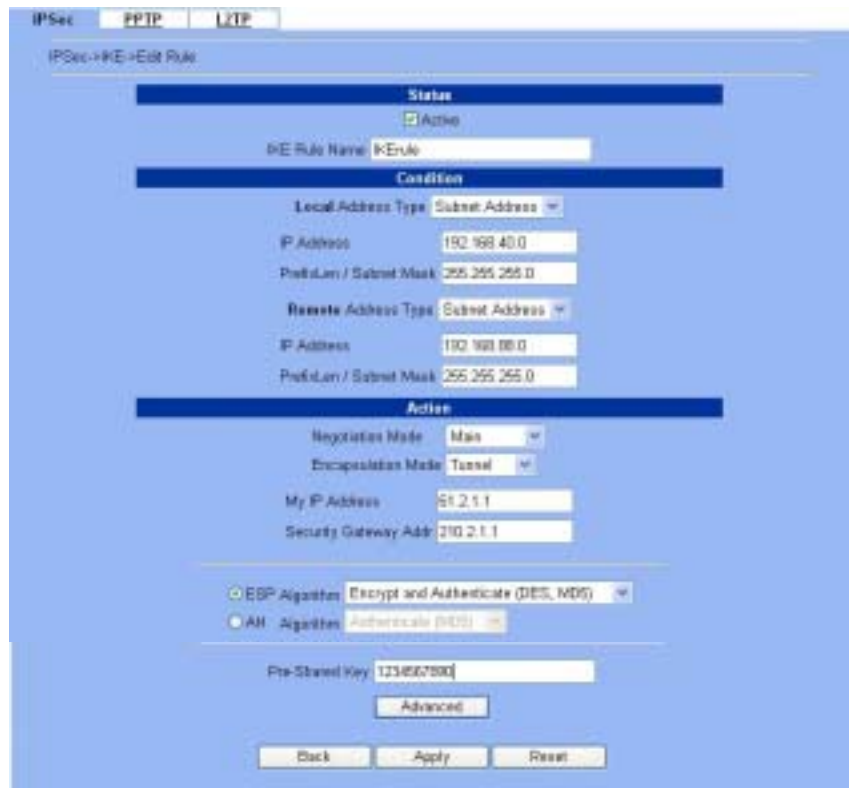 IPSec PPTP L2TP
IPSec->IKE->Edit Rule
Status
Active
IKE Rule Name IKErule
Condition
Local Address Type Subnet Address
IP Address 192.168.40.0
PrefixLen / Subnet Mask 255.255.255.0
Remote Address Type Subnet Address
IP Address 192.168.88.0
PrefixLen / Subnet Mask 255.255.255.0
Action
Negotiation Mode Main
Encapsulation Mode Tunnel
My IP Address 61.2.1.1
Security Gateway Addr 210.2.1.1
ESP Algorithm Encrypt and Authenticate (DES, MD5)
AH Algorithm Authenticate (MD5)
Pre-Shared Key 1234567890
Advanced
Back Apply Reset